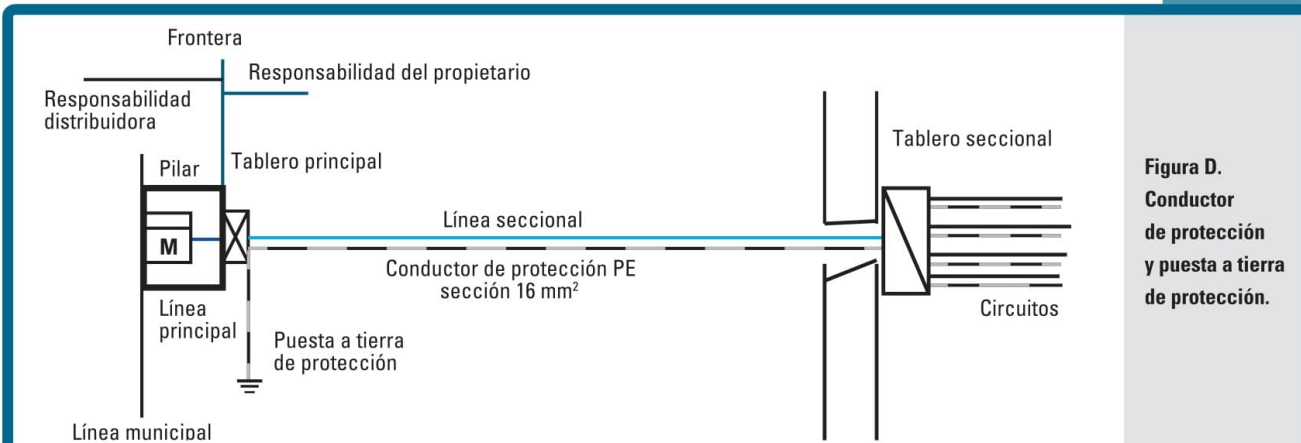 Frontera
Responsabilidad del propietario
Responsabilidad
distribuidora
Pilar
Tablero principal
M
Línea
principal
Puesta a tierra
de protección
Línea municipal
Línea seccional
Conductor de protección PE
sección 16 mm²
Tablero seccional
Circuitos
Figura D.
Conductor
de protección
y puesta a tierra
de protección.